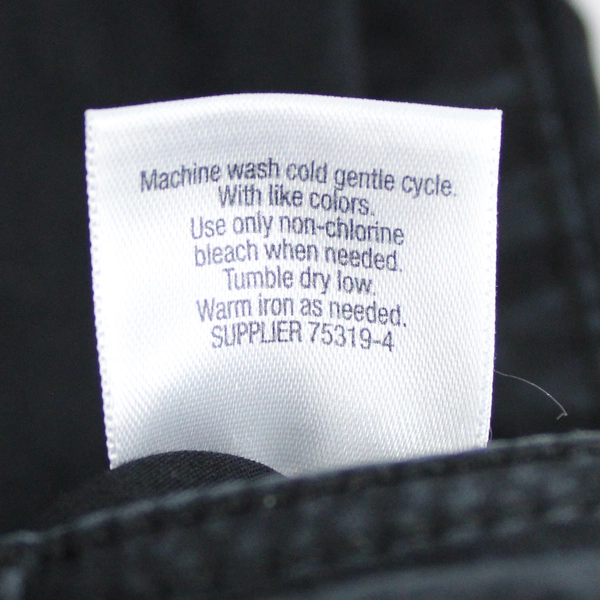 Machine wash cold gentle cycle.
With like colors.
Use only non-chlorine
bleach when needed.
Tumble dry low.
Warm iron as needed.
SUPPLIER 75319-4